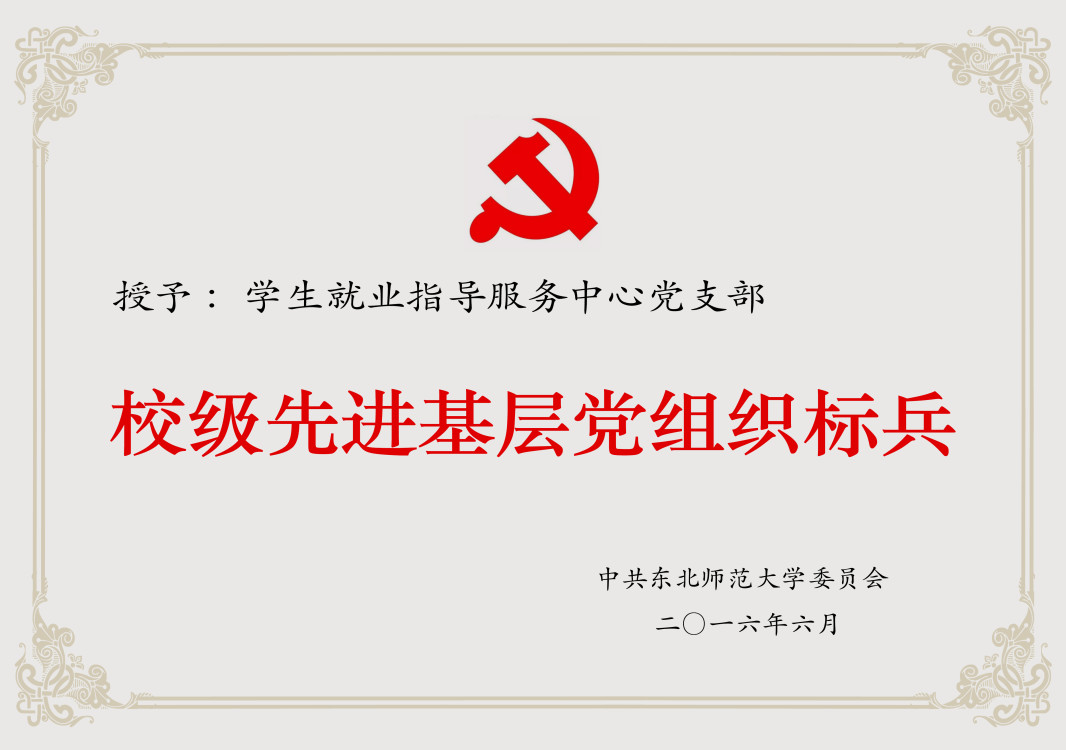 授予： 学生就业指导服务中心党支部
校级先进基层党组织标兵
中共东北师范大学委员会
二〇一六年六月